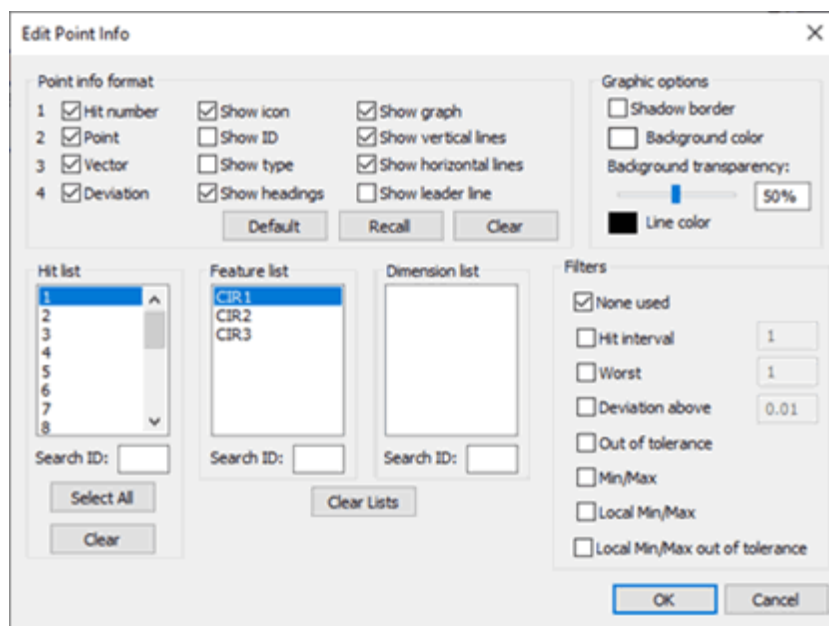 Edit Point Info
Point info format
1 Hit number Show icon Show graph
2 Point Show ID Show vertical lines
3 Vector Show type Show horizontal lines
4 Deviation Show headings Show leader line
Default Recall Clear
Graphic options
Shadow border
Background color
Background transparency:
50%
Line color
Hit list
1
2
3
4
5
6
7
8
Search ID:
Select All
Clear
Feature list
CIR1
CIR2
CIR3
Search ID:
Dimension list
Search ID:
Clear Lists
Filters
None used
Hit interval 1
Worst 1
Deviation above 0.01
Out of tolerance
Min/Max
Local Min/Max
Local Min/Max out of tolerance
OK Cancel